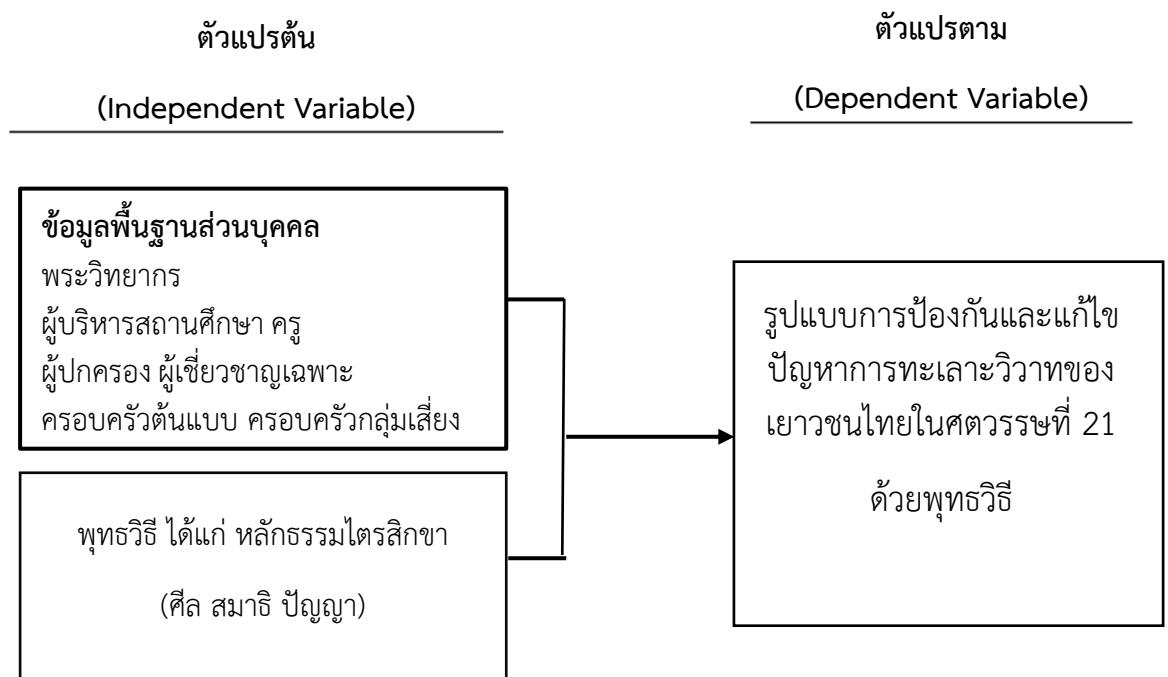 ตัวแปรต้น
(Independent Variable)
ข้อมูลพื้นฐานส่วนบุคคล
พระวิทยากร
ผู้บริหารสถานศึกษา ครู
ผู้ปกครอง ผู้เชี่ยวชาญเฉพาะ
ครอบครัวต้นแบบ ครอบครัวกลุ่มเสี่ยง
พุทธวิธี ได้แก่ หลักธรรมไตรสิกขา
(ศีล สมาธิ ปัญญา)
ตัวแปรตาม
(Dependent Variable)
รูปแบบการป้องกันและแก้ไข
ปัญหาการทะเลาะวิวาทของ
เยาวชนไทยในศตวรรษที่ 21
ด้วยพุทธวิธี